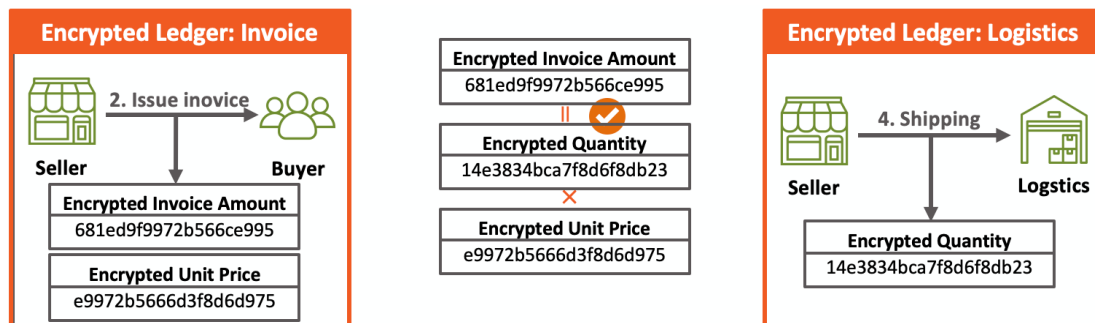 Encrypted Ledger: Invoice
2. Issue inovice
Seller
Buyer
Encrypted Invoice Amount
681ed9f9972b566ce995
Encrypted Unit Price
e9972b5666d3f8d6d975
Encrypted Invoice Amount
681ed9f9972b566ce995
=
Encrypted Quantity
14e3834bca7f8d6f8db23
×
Encrypted Unit Price
e9972b5666d3f8d6d975
Encrypted Ledger: Logistics
4. Shipping
Seller
Logstics
Encrypted Quantity
14e3834bca7f8d6f8db23